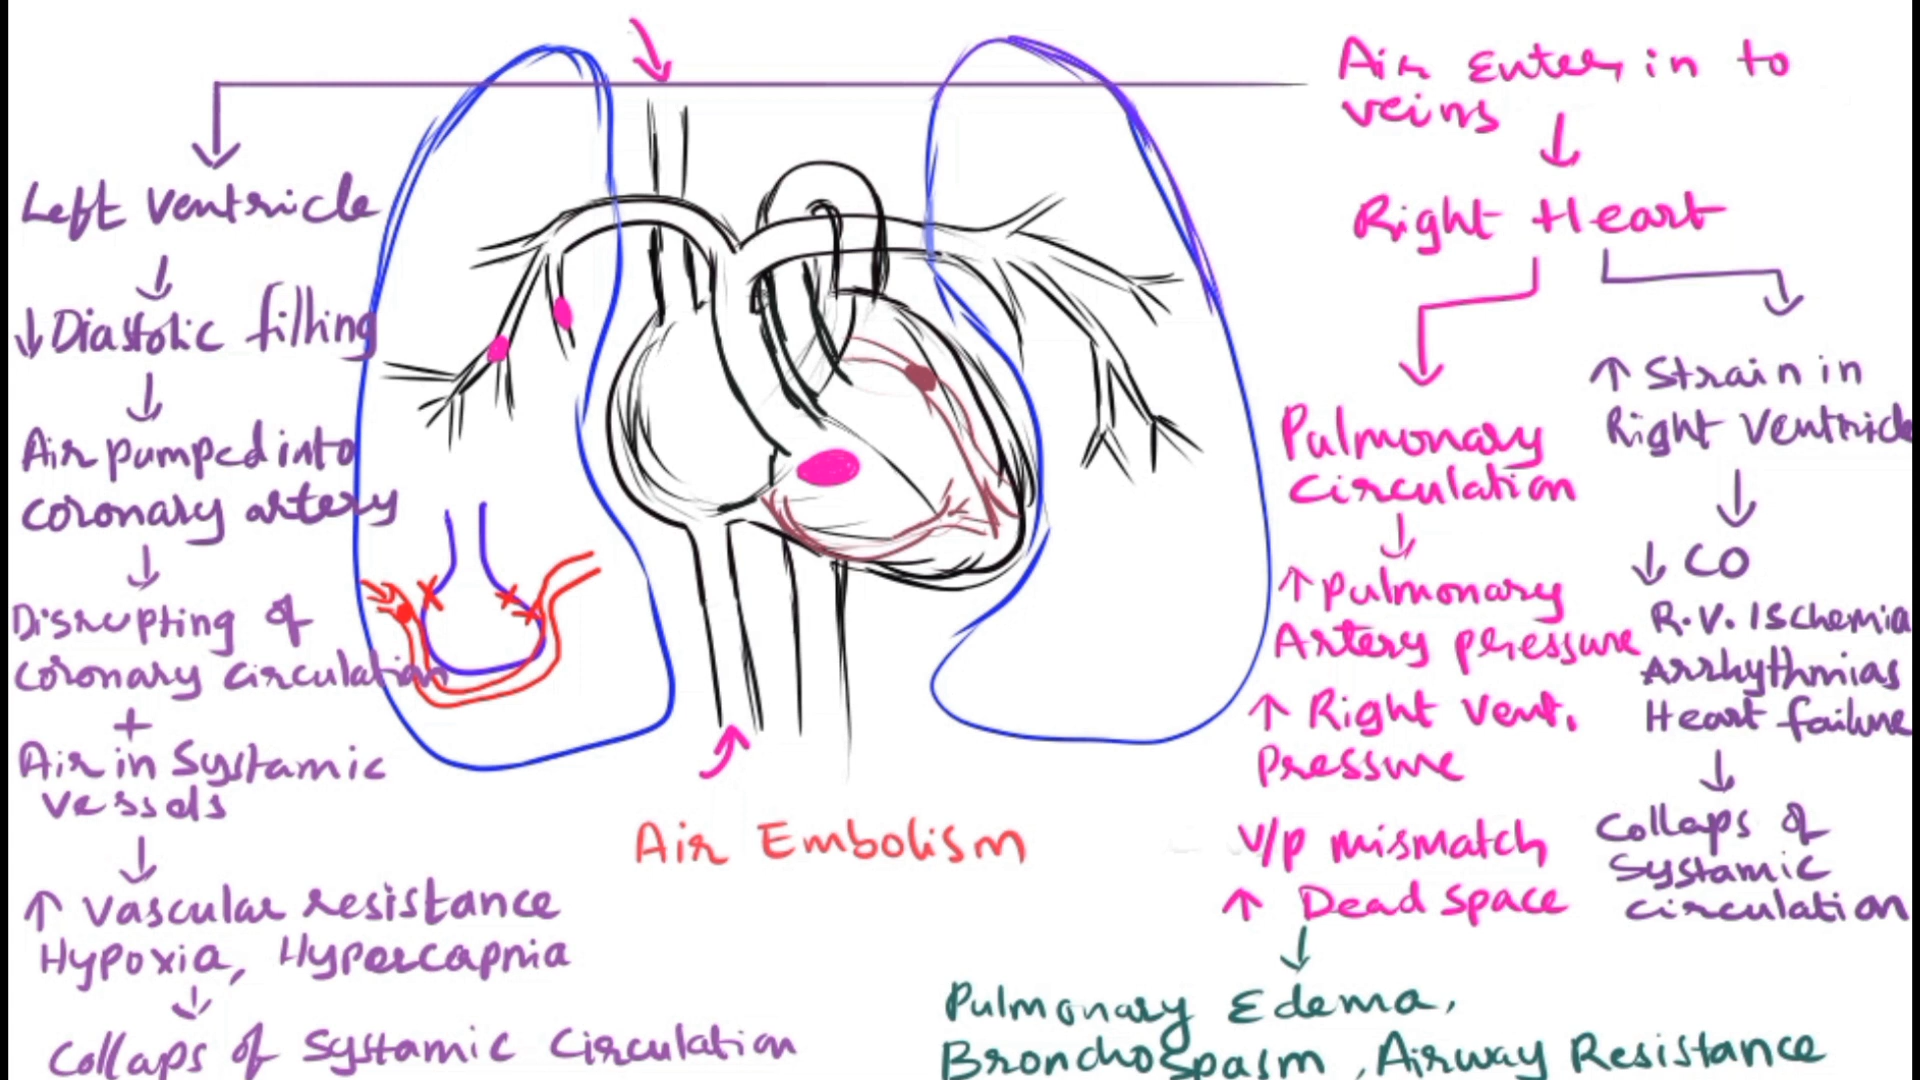 Air Enters in to
veins
Right Heart
Pulmonary
circulation
↑ Pulmonary
Artery pressure
↑ Right Vent.
Pressure
V/P mismatch
↑ Dead space
Pulmonary Edema,
Bronchospasm, Airway Resistance
↑ Strain in
Right Ventricle
↓ CO
R.V. Ischemia
Arrhythmias
Heart failure
Collaps of
Systamic
circulation
Left ventricle
↓ Diastolic filling
Air pumped into
coronary artery
Disrupting of
coronary circulation
+
Air in Systamic
vessels
↑ vascular resistance
Hypoxia, Hypercapnia
Collaps of Systamic Circulation
Air Embolism